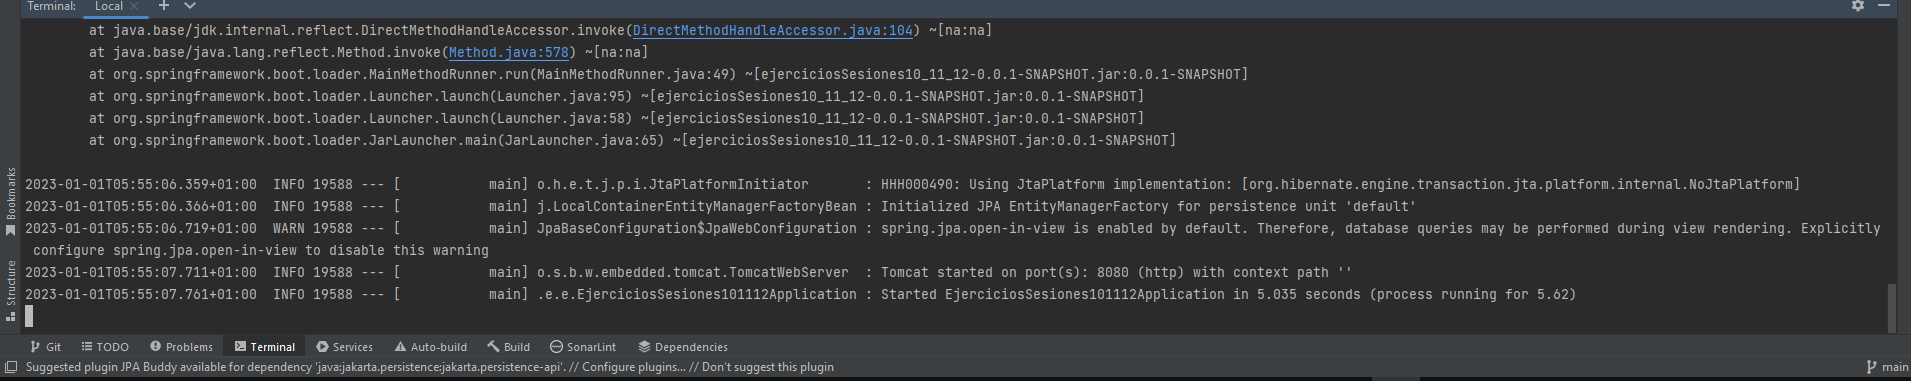 Terminal: Local
at java.base/jdk.internal.reflect.DirectMethodHandleAccessor.invoke(DirectMethodHandleAccessor.java:104) ~[na:na]
at java.base/java.lang.reflect.Method.invoke(Method.java:578) ~[na:na]
at org.springframework.boot.loader.MainMethodRunner.run(MainMethodRunner.java:49) ~[ejerciciosSesiones10_11_12-0.0.1-SNAPSHOT.jar:0.0.1-SNAPSHOT]
at org.springframework.boot.loader.Launcher.launch(Launcher.java:95) ~[ejerciciosSesiones10_11_12-0.0.1-SNAPSHOT.jar:0.0.1-SNAPSHOT]
at org.springframework.boot.loader.Launcher.launch(Launcher.java:58) ~[ejerciciosSesiones10_11_12-0.0.1-SNAPSHOT.jar:0.0.1-SNAPSHOT]
at org.springframework.boot.loader.JarLauncher.main(JarLauncher.java:65) ~[ejerciciosSesiones10_11_12-0.0.1-SNAPSHOT.jar:0.0.1-SNAPSHOT]
2023-01-01T05:55:06.359+01:00  INFO 19588 --- [           main] o.h.e.t.j.p.i.JtaPlatformInitiator       : HHH000490: Using JtaPlatform implementation: [org.hibernate.engine.transaction.jta.platform.internal.NoJtaPlatform]
2023-01-01T05:55:06.366+01:00  INFO 19588 --- [           main] j.LocalContainerEntityManagerFactoryBean : Initialized JPA EntityManagerFactory for persistence unit 'default'
2023-01-01T05:55:06.719+01:00  WARN 19588 --- [           main] JpaBaseConfiguration$JpaWebConfiguration : spring.jpa.open-in-view is enabled by default. Therefore, database queries may be performed during view rendering. Explicitly
configure spring.jpa.open-in-view to disable this warning
2023-01-01T05:55:07.711+01:00  INFO 19588 --- [           main] o.s.b.w.embedded.tomcat.TomcatWebServer  : Tomcat started on port(s): 8080 (http) with context path ''
2023-01-01T05:55:07.761+01:00  INFO 19588 --- [           main] .e.e.EjerciciosSesiones101112Application : Started EjerciciosSesiones101112Application in 5.035 seconds (process running for 5.62)
Bookmarks
Structure
Git TODO Problems Terminal Services Auto-build Build SonarLint Dependencies
Suggested plugin JPA Buddy available for dependency 'java:jakarta.persistence:jakarta.persistence-api'. // Configure plugins... // Don't suggest this plugin
main